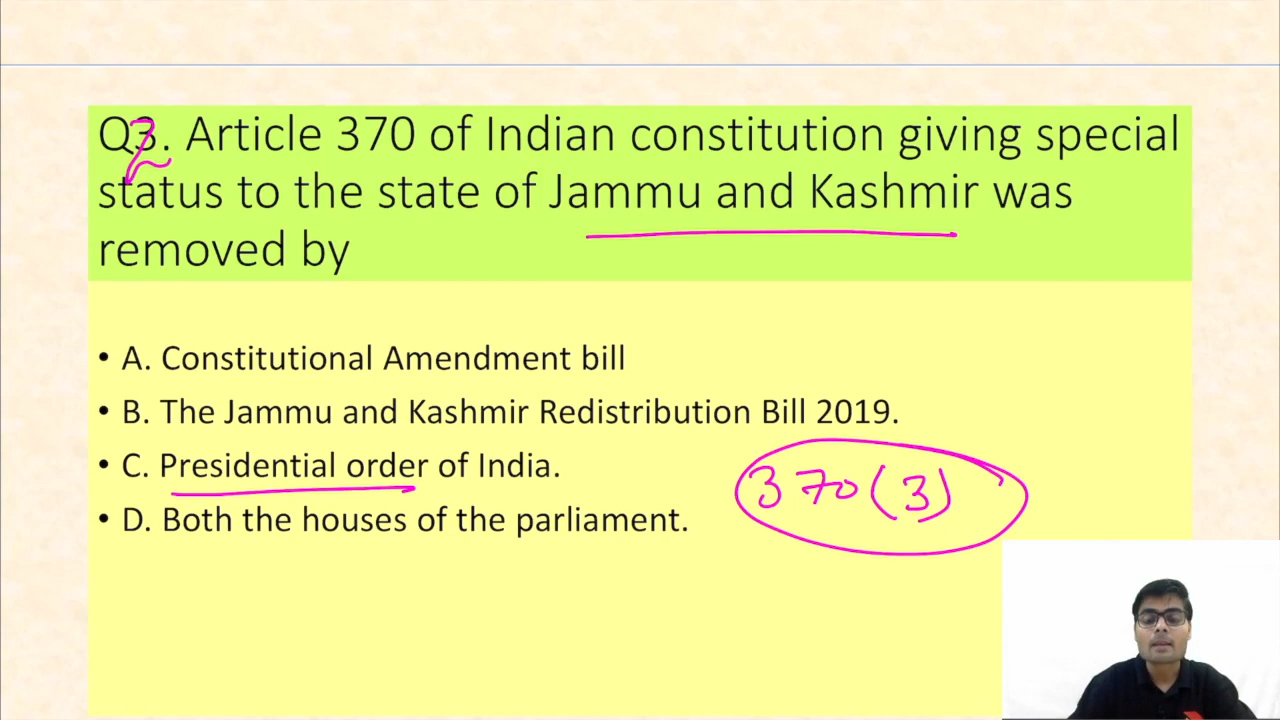 Q3. Article 370 of Indian constitution giving special
status to the state of Jammu and Kashmir was
removed by
• A. Constitutional Amendment bill
• B. The Jammu and Kashmir Redistribution Bill 2019.
• C. Presidential order of India.
• D. Both the houses of the parliament.
370(3)